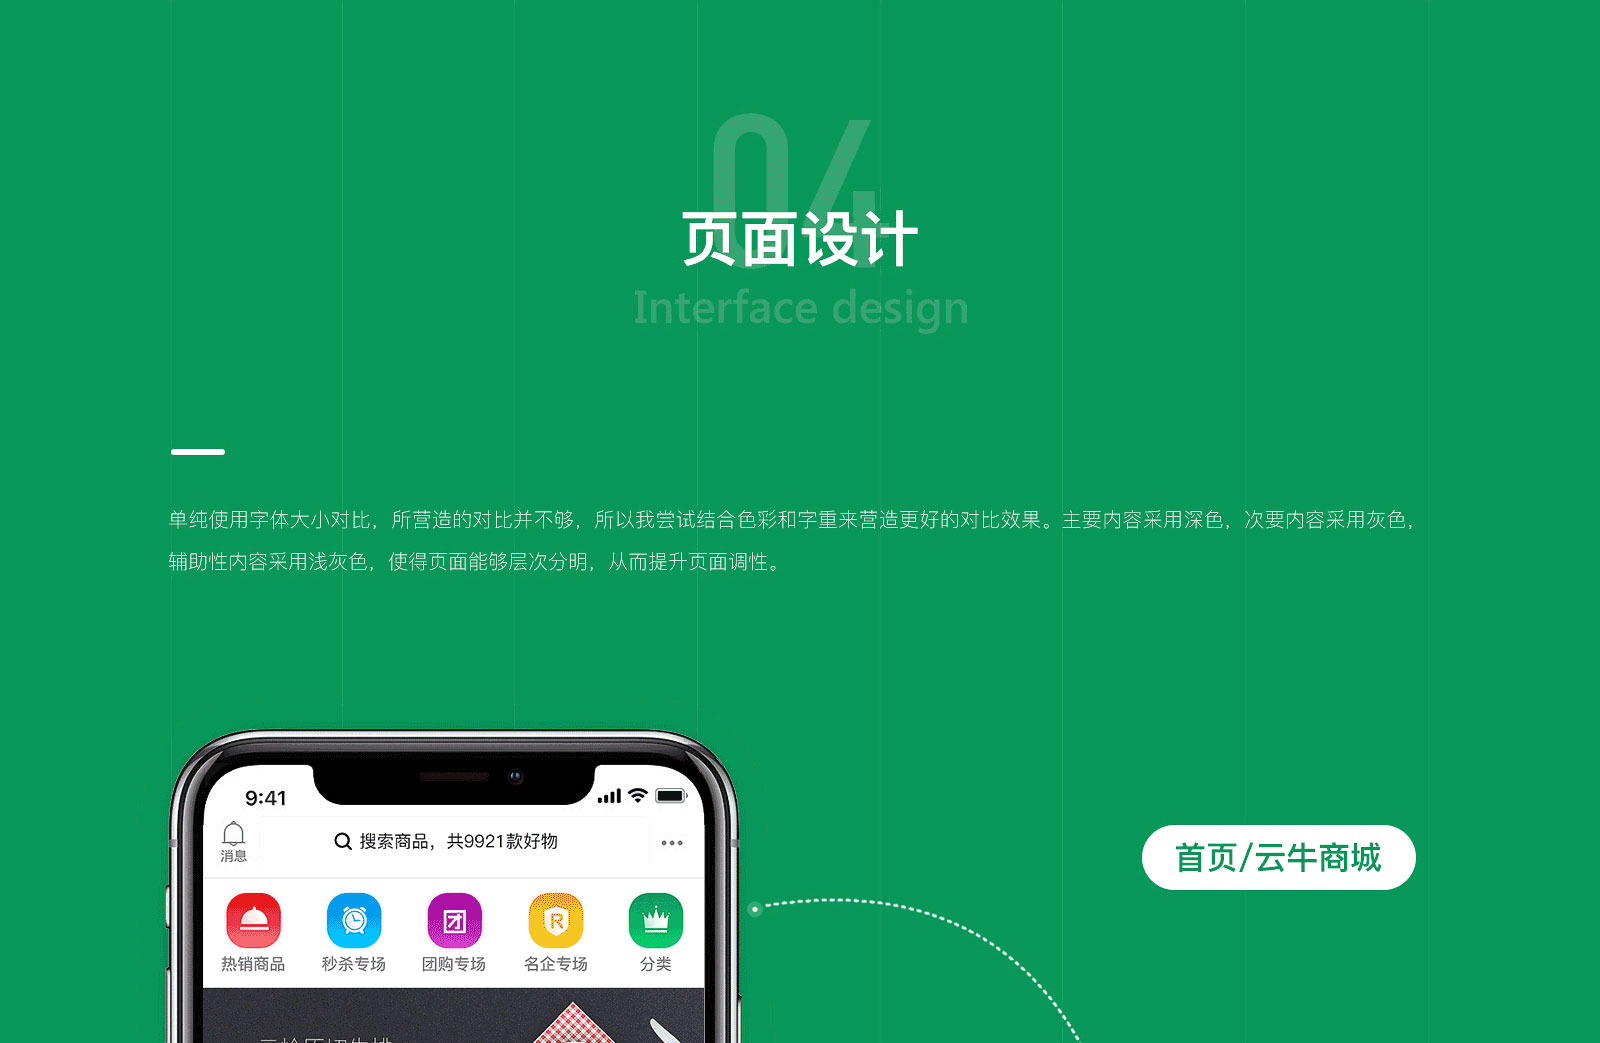 04
页面设计
Interface design
单纯使用字体大小对比，所营造的对比并不够，所以我尝试结合色彩和字重来营造更好的对比效果。主要内容采用深色，次要内容采用灰色，
辅助性内容采用浅灰色，使得页面能够层次分明，从而提升页面调性。
9:41
消息
搜索商品，共9921款好物
首页/云牛商城
团
R
热销商品
秒杀专场
团购专场
名企专场
分类